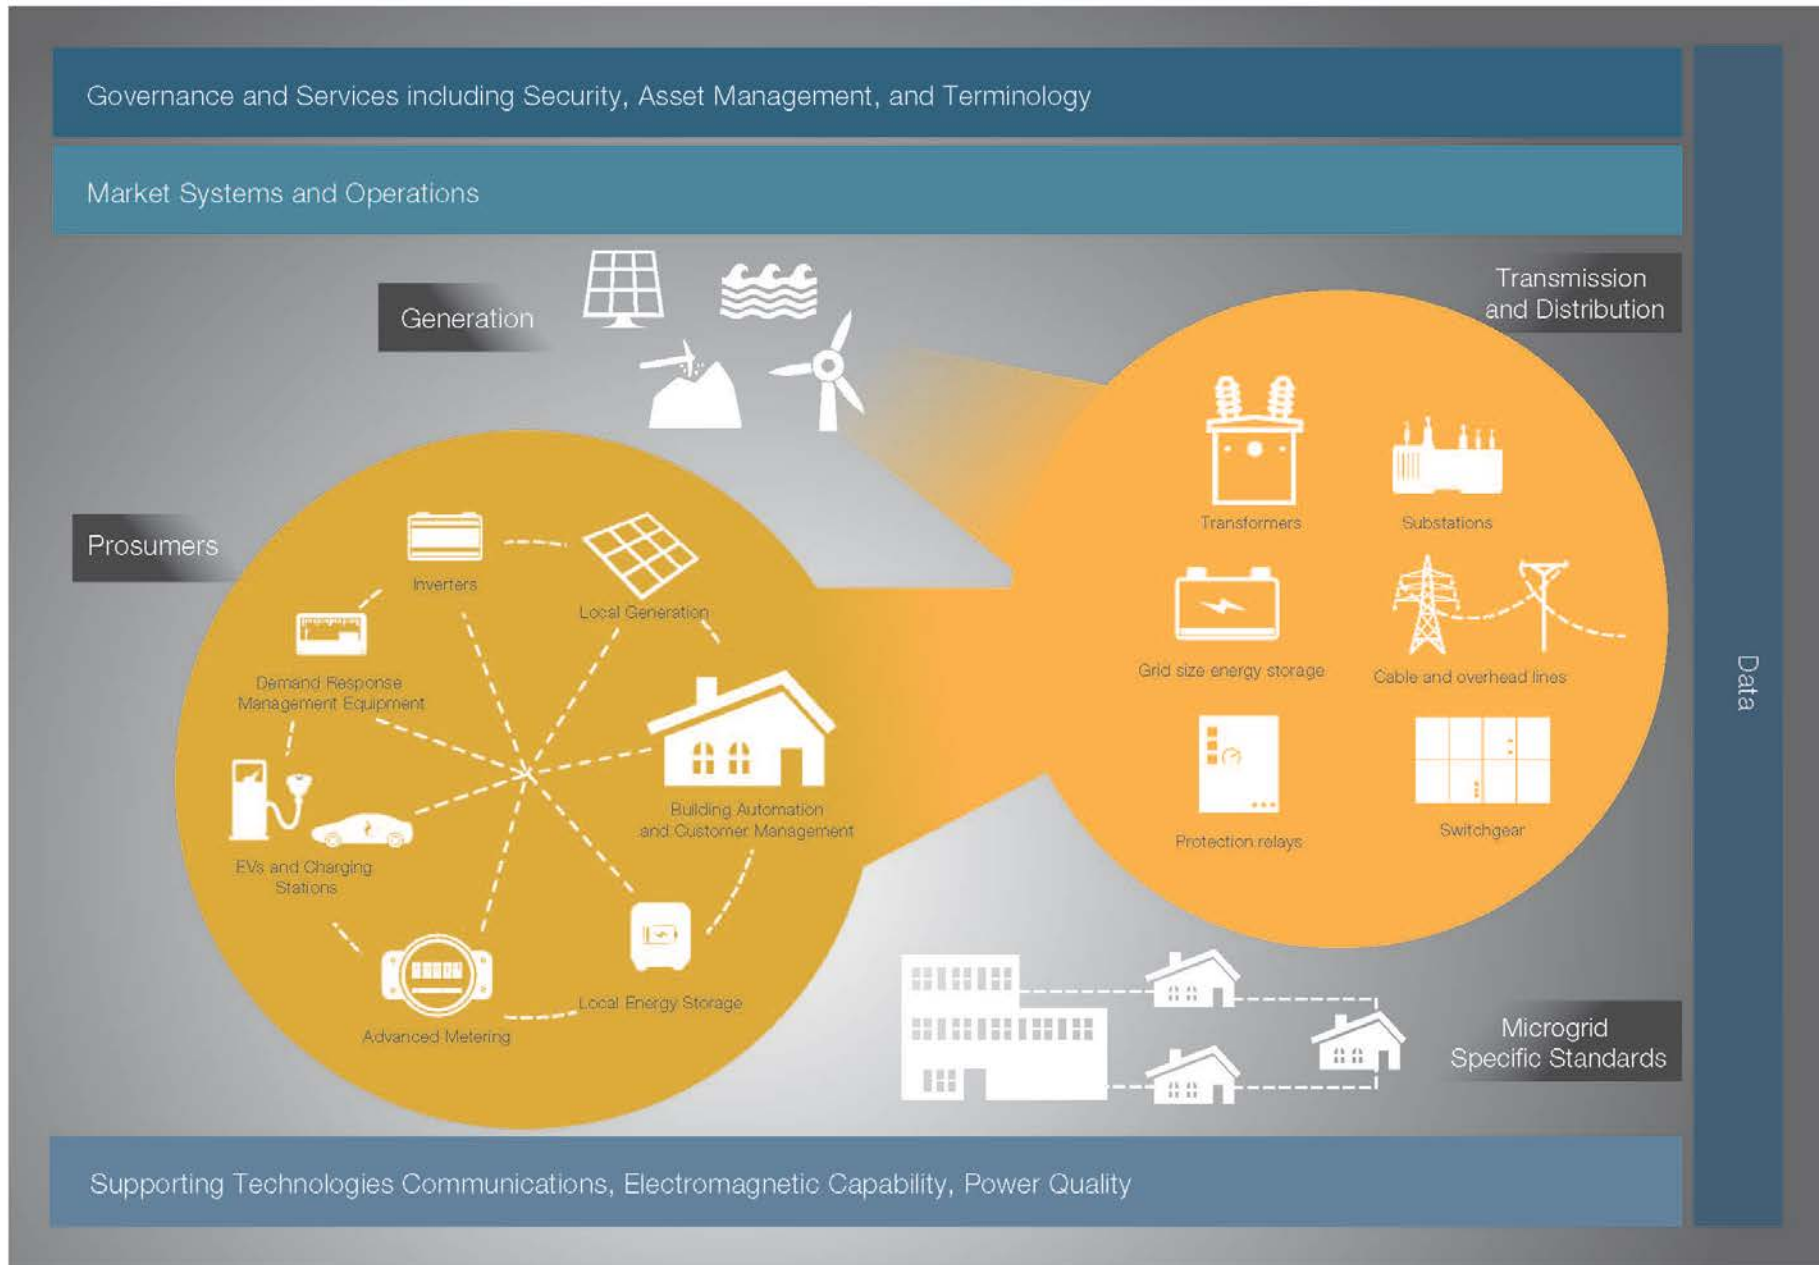 Governance and Services including Security, Asset Management, and Terminology
Market Systems and Operations
Generation
Transmission
and Distribution
Transformers
Substations
Prosumers
Inverters
Local Generation
Demand Response
Management Equipment
Grid size energy storage
Cable and overhead lines
Data
Building Automation
and Customer Management
Protection relays
Switchgear
EVs and Charging
Stations
Local Energy Storage
Advanced Metering
Microgrid
Specific Standards
Supporting Technologies Communications, Electromagnetic Capability, Power Quality